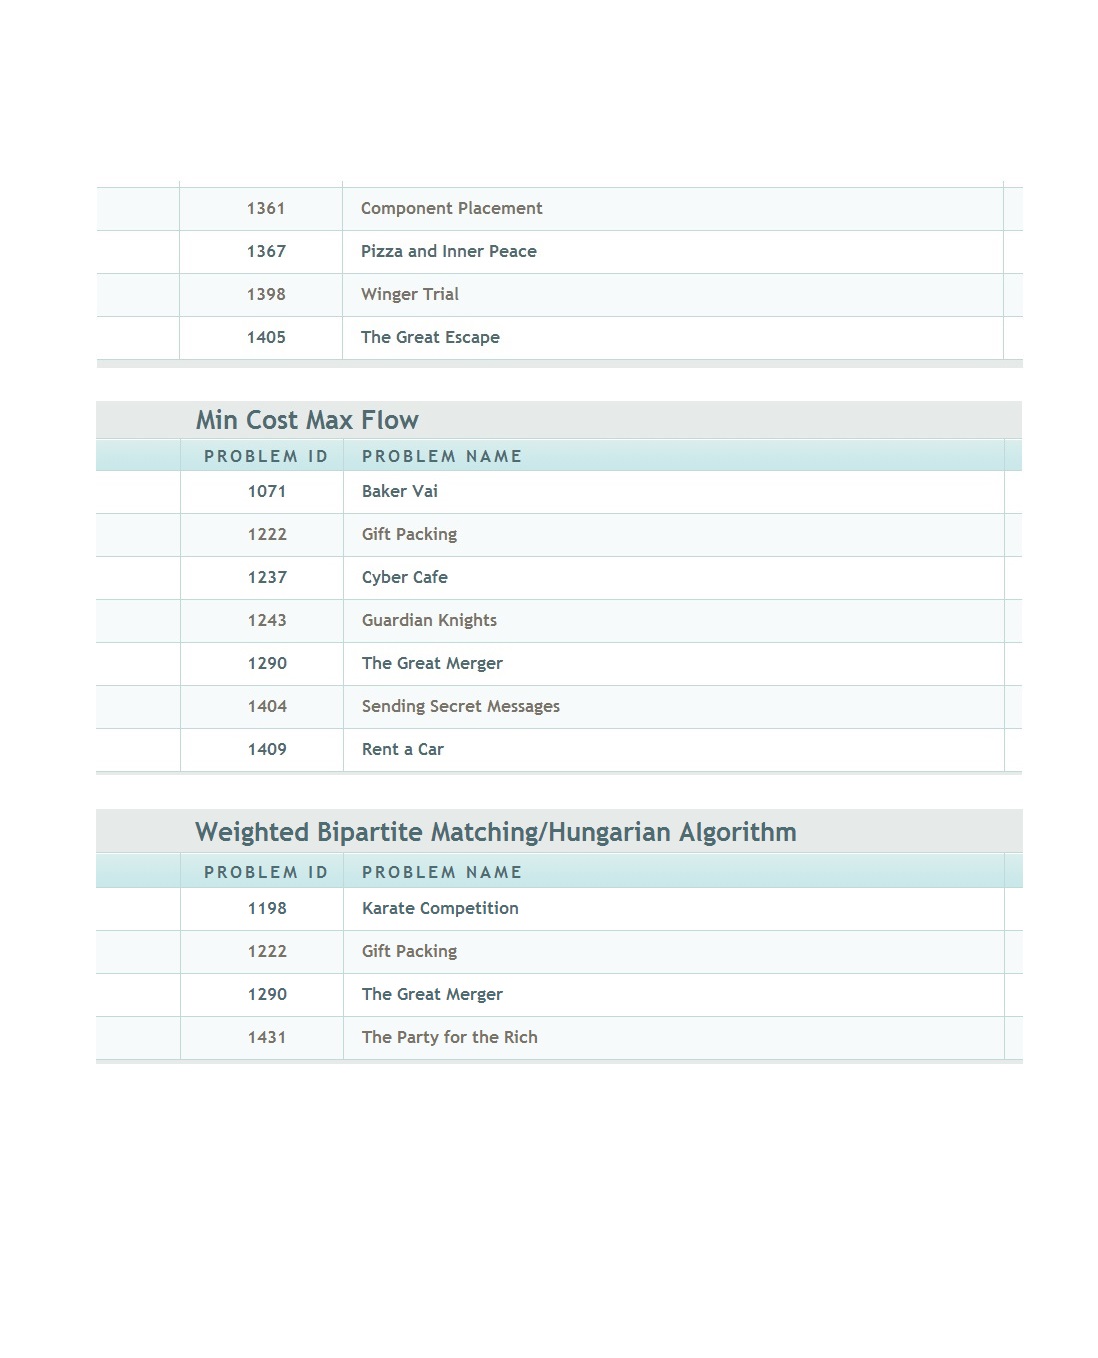 1361 Component Placement
1367 Pizza and Inner Peace
1398 Winger Trial
1405 The Great Escape
Min Cost Max Flow
PROBLEM ID PROBLEM NAME
1071 Baker Vai
1222 Gift Packing
1237 Cyber Cafe
1243 Guardian Knights
1290 The Great Merger
1404 Sending Secret Messages
1409 Rent a Car
Weighted Bipartite Matching/Hungarian Algorithm
PROBLEM ID PROBLEM NAME
1198 Karate Competition
1222 Gift Packing
1290 The Great Merger
1431 The Party for the Rich